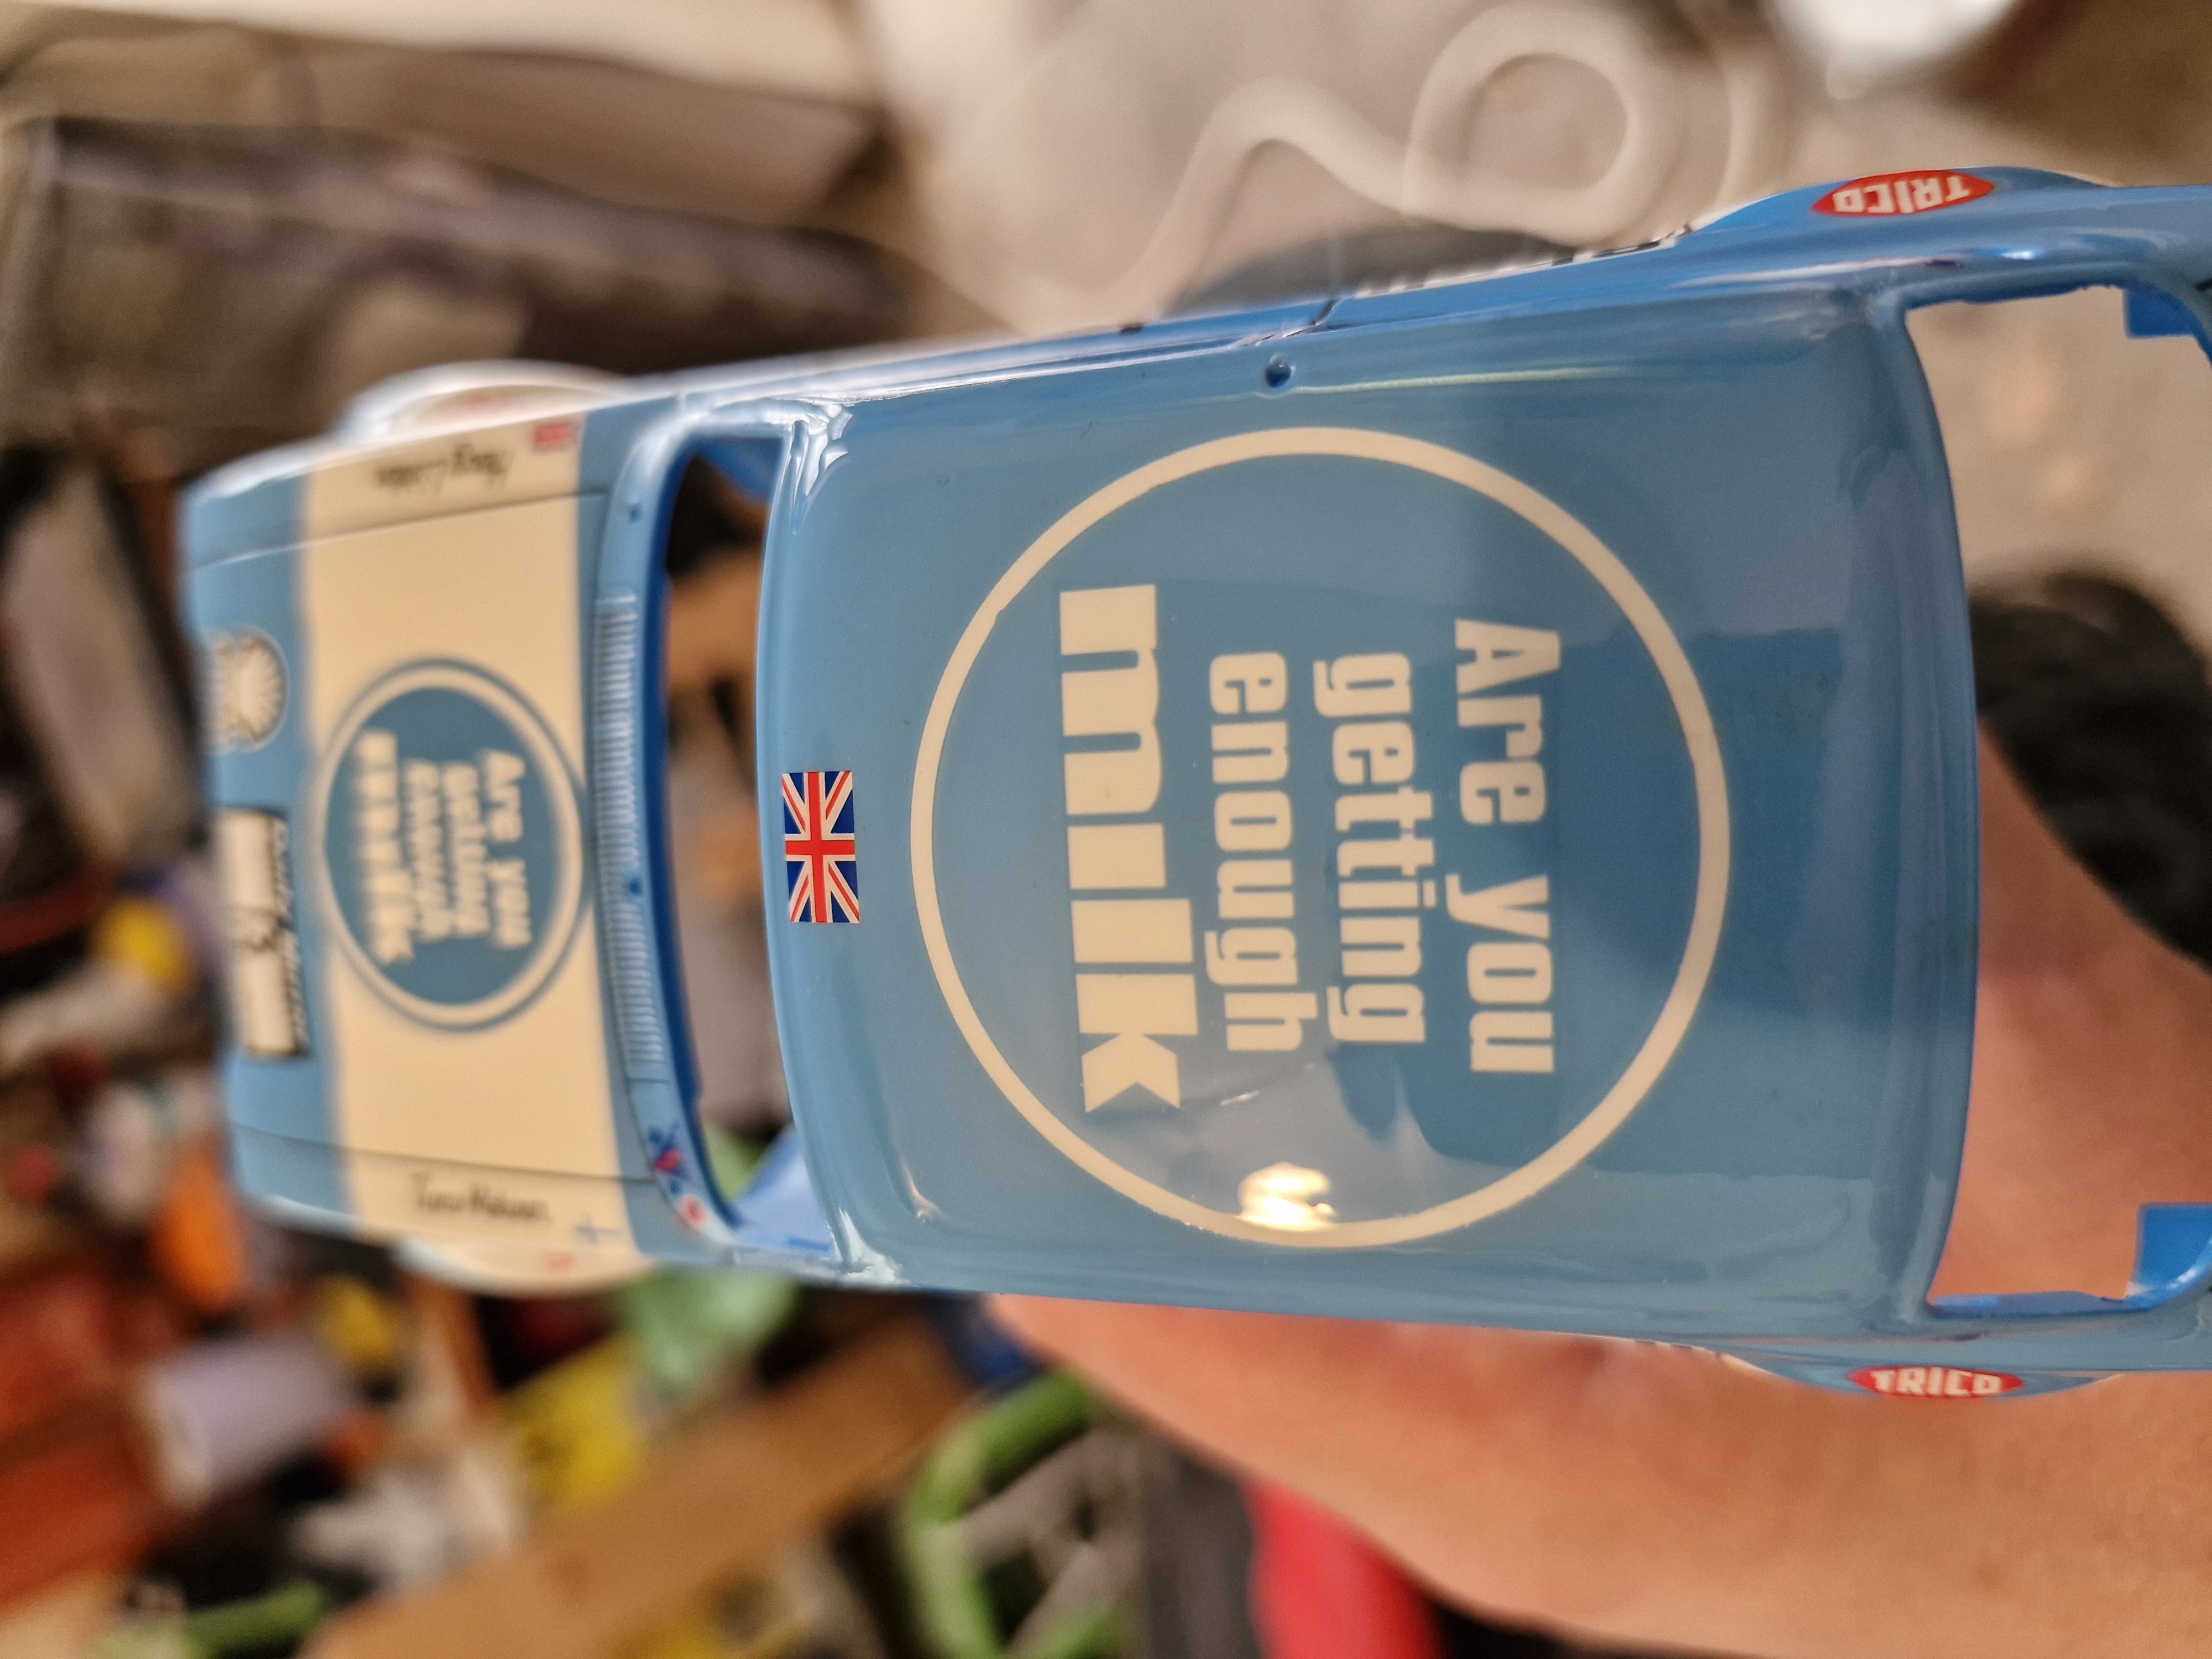 Are you
getting
enough
milk
Are you
getting
enough
milk
TRICO
TRICO